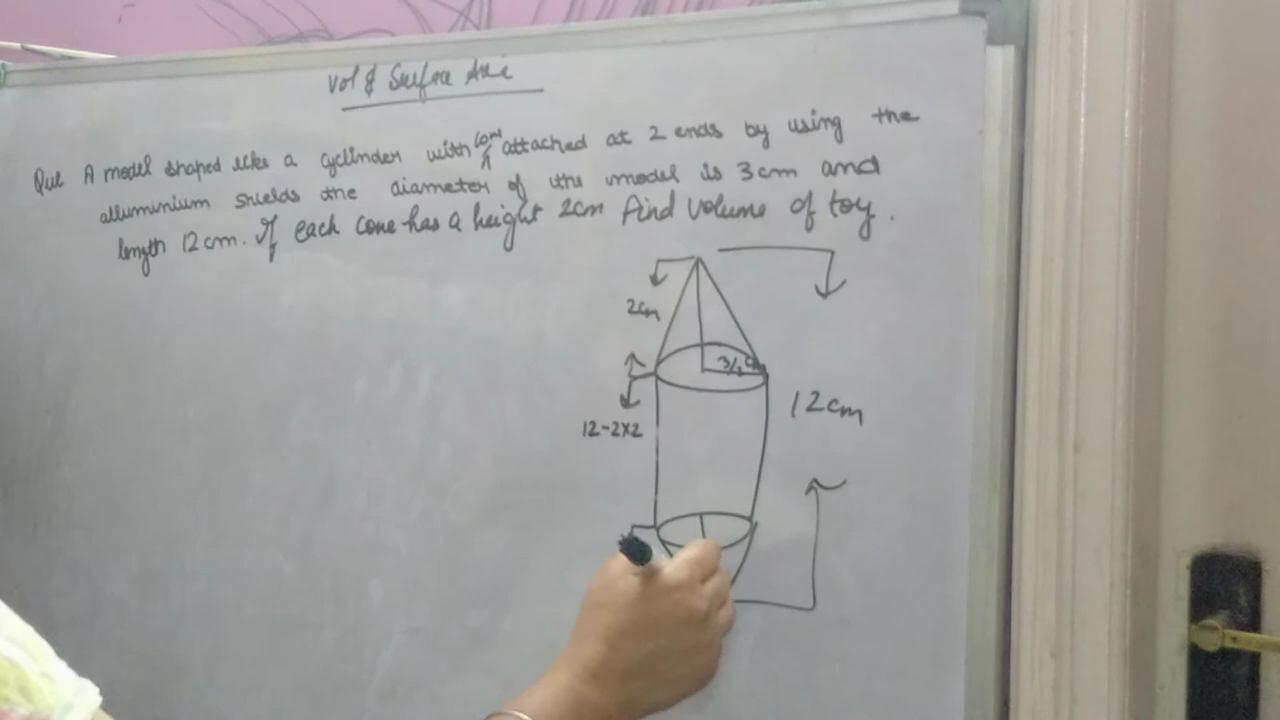 Vol & Surface Are
Que A model shaped like a cyclinder with cone attached at 2 ends by using the
alluminium shields the diameter of the model is 3cm and
length 12cm. If each cone has a height 2cm Find volume of toy.
2cm
3/2 cm
12cm
12-2x2